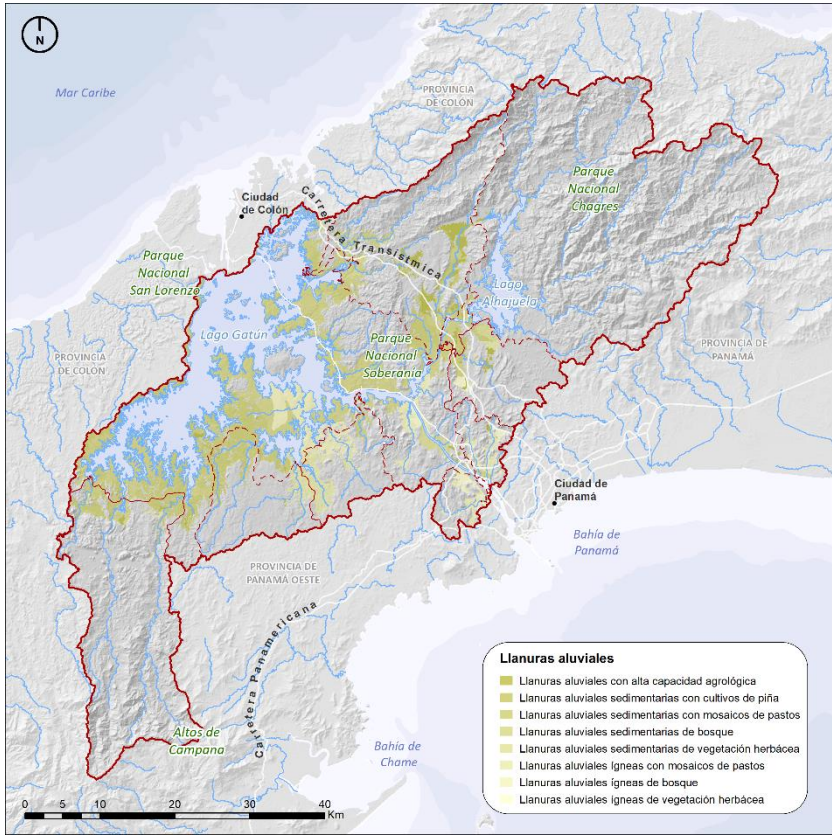 N
Mar Caribe
PROVINCIA
DE COLÓN
Ciudad
de Colón
Carretera Transístmica
Parque
Nacional
Chagres
Parque
Nacional
San Lorenzo
Lago
Alhajuela
Lago Gatún
Parque
Nacional
Soberanía
PROVINCIA
DE COLÓN
PROVINCIA DE
PANAMÁ
Ciudad de
Panamá
Bahía de
Panamá
PROVINCIA DE
PANAMÁ OESTE
Carretera Panamericana
Altos de
Campana
Bahía de
Chame
Llanuras aluviales
Llanuras aluviales con alta capacidad agrológica
Llanuras aluviales sedimentarias con cultivos de piña
Llanuras aluviales sedimentarias con mosaicos de pastos
Llanuras aluviales sedimentarias de bosque
Llanuras aluviales sedimentarias de vegetación herbácea
Llanuras aluviales ígneas con mosaicos de pastos
Llanuras aluviales ígneas de bosque
Llanuras aluviales ígneas de vegetación herbácea
0 5 10 20 30 40
Km